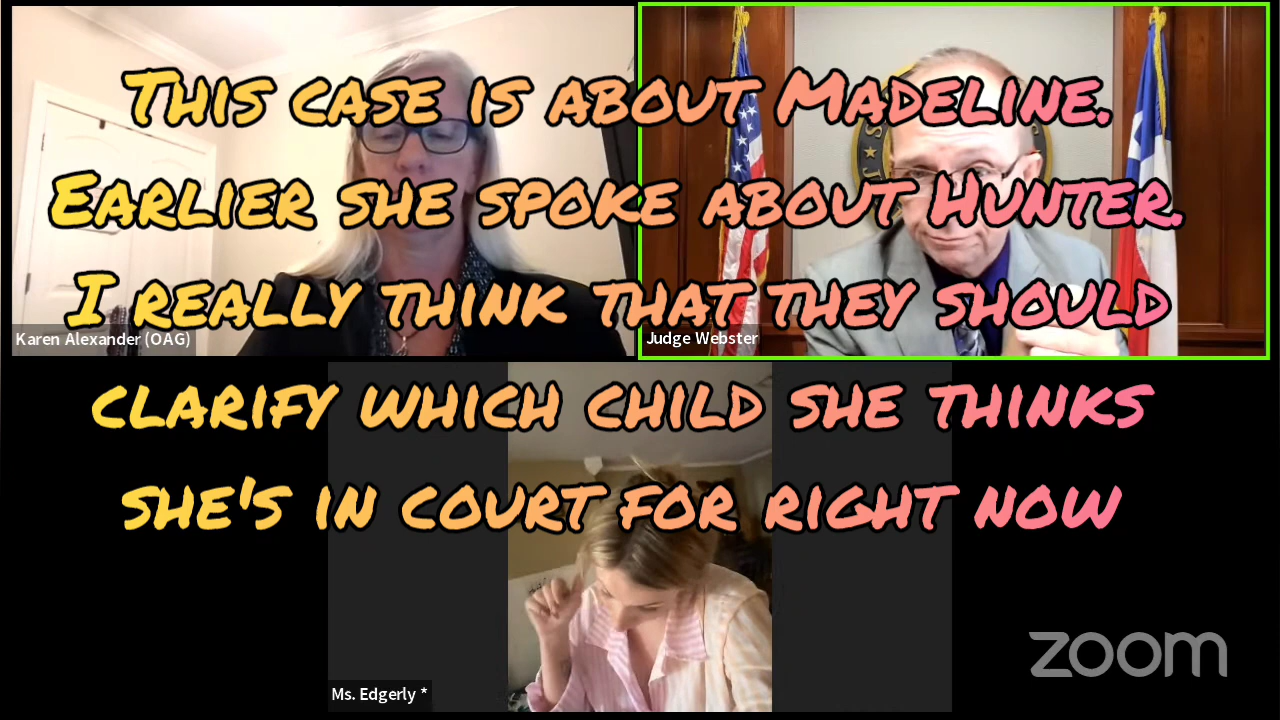 This case is about Madeline.
Earlier she spoke about Hunter.
I really think that they should
Karen Alexander (OAG)
Judge Webster
clarify which child she thinks
she's in court for right now
zoom
Ms. Edgerly *